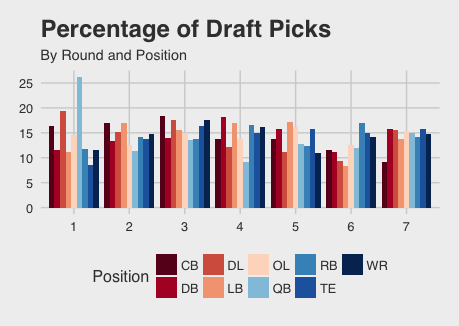 Percentage of Draft Picks
By Round and Position
25
20
15
10
5
0
1 2 3 4 5 6 7
Position CB DL OL RB WR
DB LB QB TE